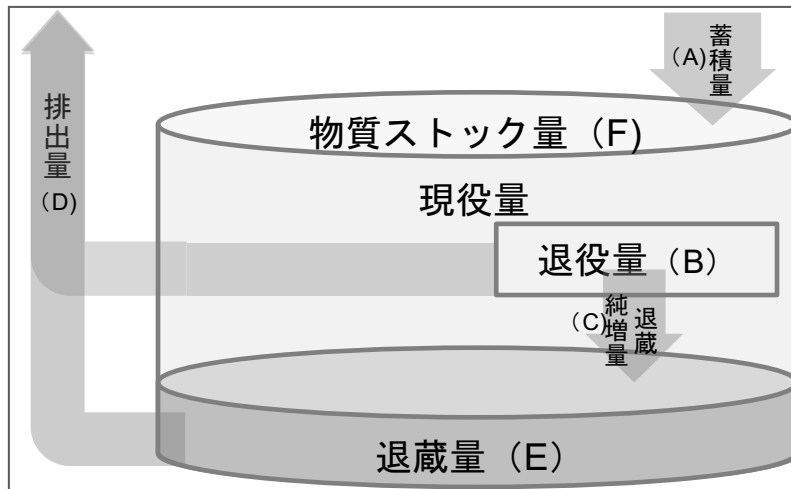 蓄積量
(A)
物質ストック量（F）
排出量
(D)
現役量
退役量（B）
退蔵
純増量
(C)
退蔵量（E）